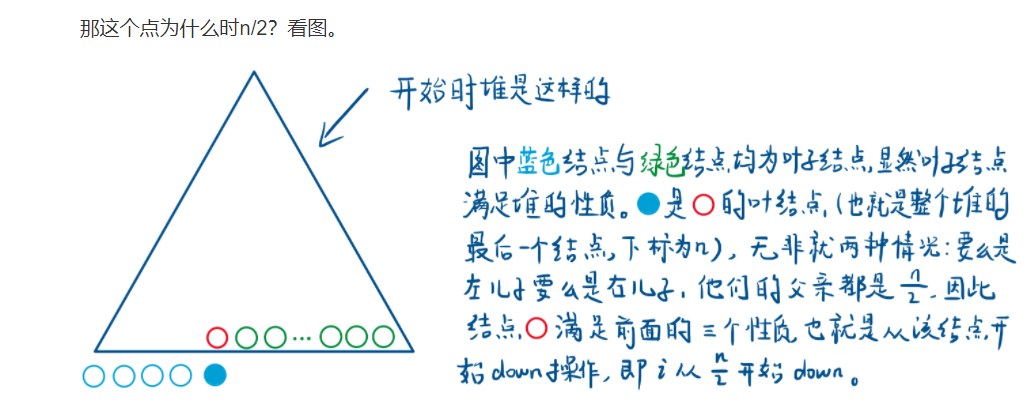 那这个点为什么时n/2？看图。
开始时堆是这样的
图中蓝色结点与绿色结点均为叶子结点,显然叶子结点
满足堆的性质。是的叶结点,(也就是整个堆的
最后一个结点,下标为n),无非就两种情况:要么是
左儿子要么是右儿子,他们的父亲都是n/2,因此
结点满足前面的三个性质,也就是从该结点开
始down操作,即i从n/2开始down。
...